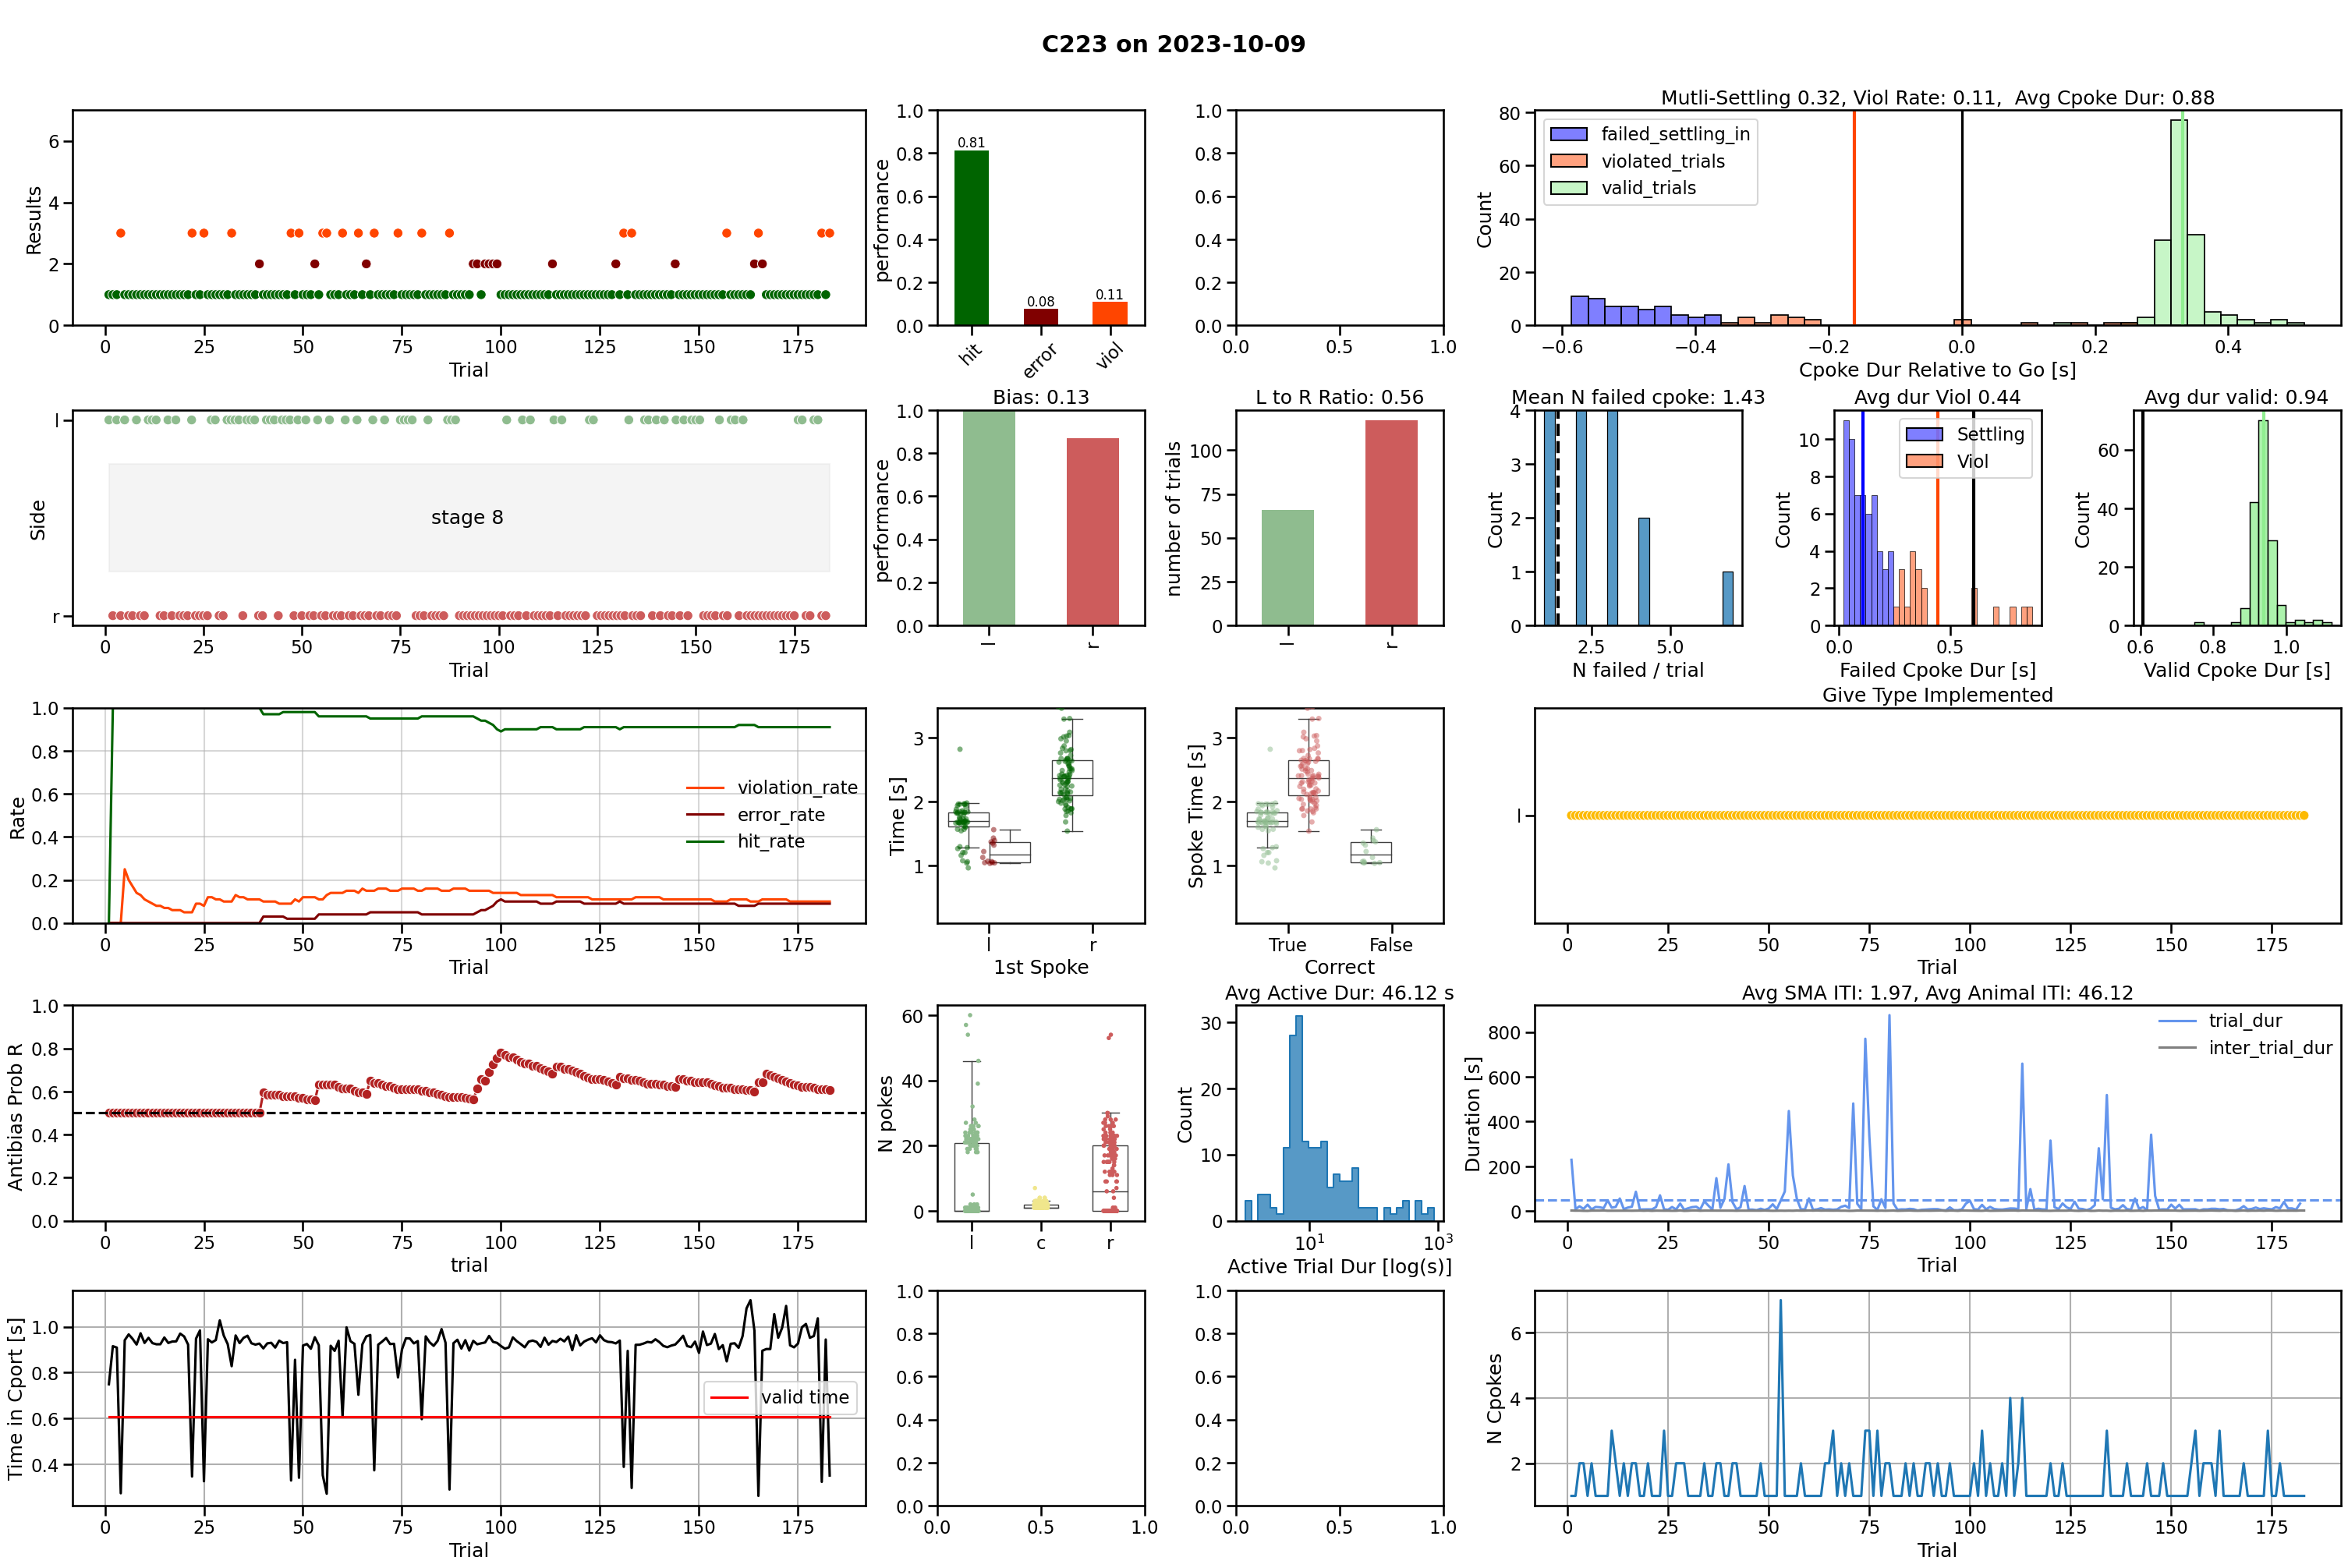 C223 on 2023-10-09
Results
0
2
4
6
0 25 50 75 100 125 150 175
Trial
performance
0.0 0.2 0.4 0.6 0.8 1.0
0.81
0.08
0.11
hit
error
viol
0.0 0.2 0.4 0.6 0.8 1.0
0.0 0.5 1.0
Mutli-Settling 0.32, Viol Rate: 0.11,  Avg Cpoke Dur: 0.88
failed_settling_in
violated_trials
valid_trials
Count
0 20 40 60 80
−0.6 −0.4 −0.2 0.0 0.2 0.4
Cpoke Dur Relative to Go [s]
Side
l
stage 8
r
0 25 50 75 100 125 150 175
Trial
Bias: 0.13
performance
0.0 0.2 0.4 0.6 0.8 1.0
l r
L to R Ratio: 0.56
number of trials
0 25 50 75 100
l r
Mean N failed cpoke: 1.43
Count
0 1 2 3 4
2.5 5.0
N failed / trial
Avg dur Viol 0.44
Settling
Viol
Count
0 2 4 6 8 10
0.0 0.5
Failed Cpoke Dur [s]
Avg dur valid: 0.94
Count
0 20 40 60
0.6 0.8 1.0
Valid Cpoke Dur [s]
Rate
0.0 0.2 0.4 0.6 0.8 1.0
violation_rate
error_rate
hit_rate
0 25 50 75 100 125 150 175
Trial
Time [s]
1 2 3
l r
1st Spoke
Spoke Time [s]
1 2 3
True False
Correct
Give Type Implemented
l
0 25 50 75 100 125 150 175
Trial
Antibias Prob R
0.0 0.2 0.4 0.6 0.8 1.0
0 25 50 75 100 125 150 175
trial
N pokes
0 20 40 60
l c r
Avg Active Dur: 46.12 s
Count
0 10 20 30
10¹ 10³
Active Trial Dur [log(s)]
Avg SMA ITI: 1.97, Avg Animal ITI: 46.12
trial_dur
inter_trial_dur
Duration [s]
0 200 400 600 800
0 25 50 75 100 125 150 175
Trial
Time in Cport [s]
0.4 0.6 0.8 1.0
valid time
0 25 50 75 100 125 150 175
Trial
0.0 0.2 0.4 0.6 0.8 1.0
0.0 0.5 1.0
0.0 0.2 0.4 0.6 0.8 1.0
0.0 0.5 1.0
N Cpokes
2 4 6
0 25 50 75 100 125 150 175
Trial